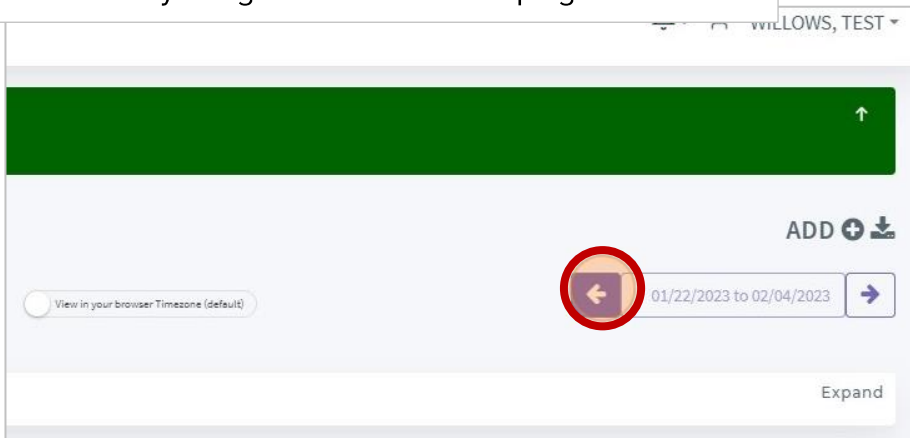 WILLOWS, TEST
ADD
View in your browser Timezone (default)
01/22/2023 to 02/04/2023
Expand